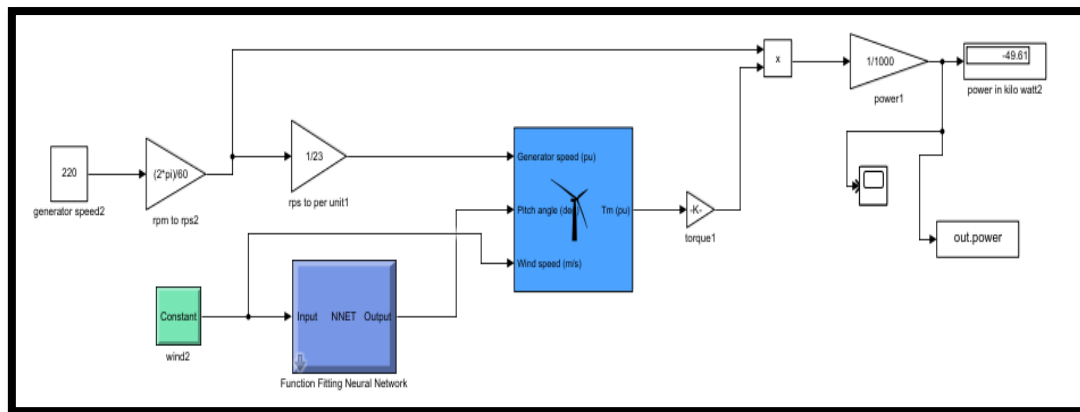 x
1/1000
-49.61
power1
power in kilo watt2
220
(2*pi)/60
1/23
generator speed2
rpm to rps2
rps to per unit1
Generator speed (pu)
Pitch angle (deg)
Tm (pu)
Wind speed (m/s)
-K-
torque1
out.power
Constant
wind2
Input NNET Output
Function Fitting Neural Network